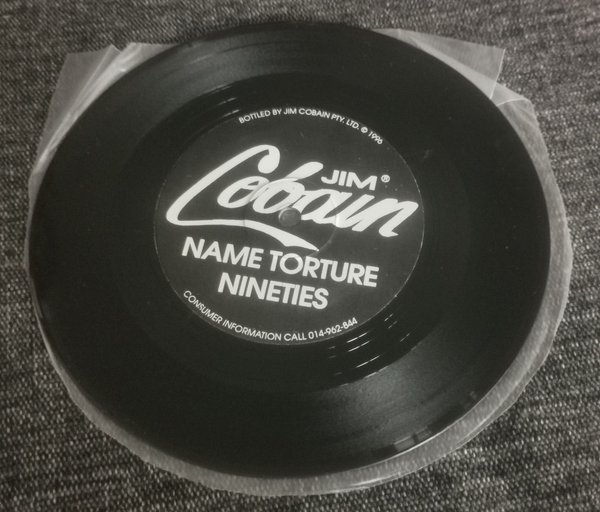 BOTTLED BY JIM COBAIN PTY. LTD. © 1996
JIM ®
Cobain
NAME TORTURE
NINETIES
CONSUMER INFORMATION CALL 014-962-844